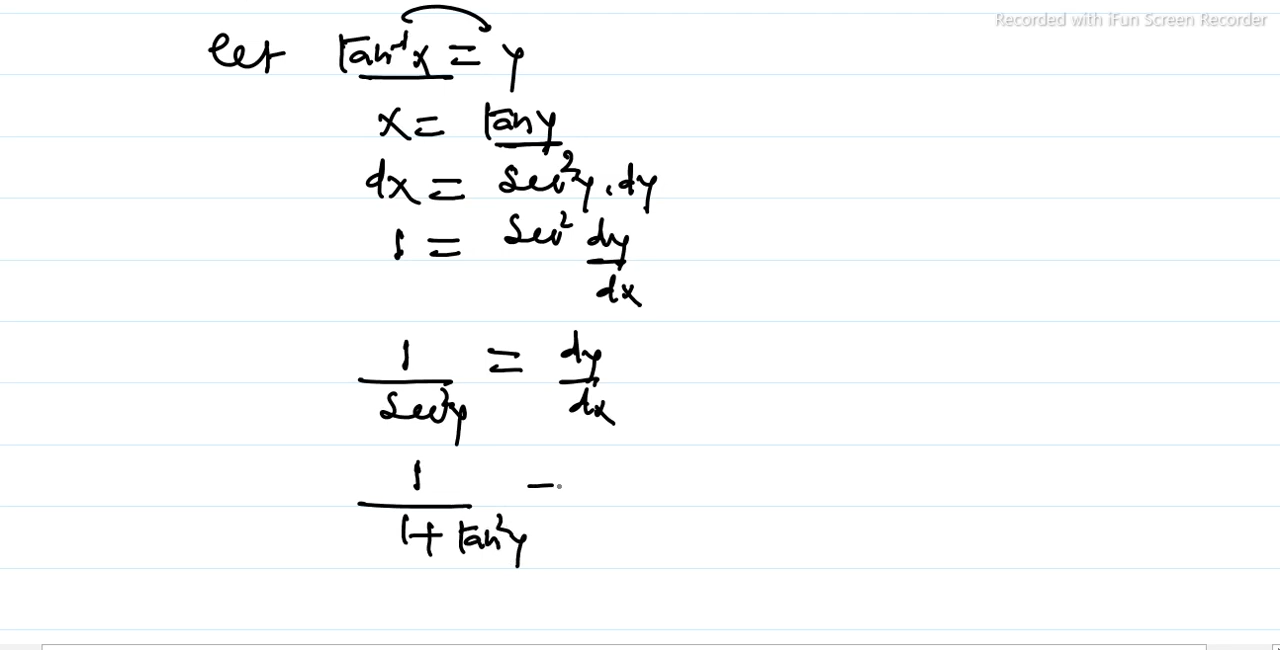 Recorded with iFun Screen Recorder
let tan⁻¹x = y
x = tany
dx = Sec²y . dy
1 = Sec² dy/dx
1/Sec²y = dy/dx
1/1+tan²y -